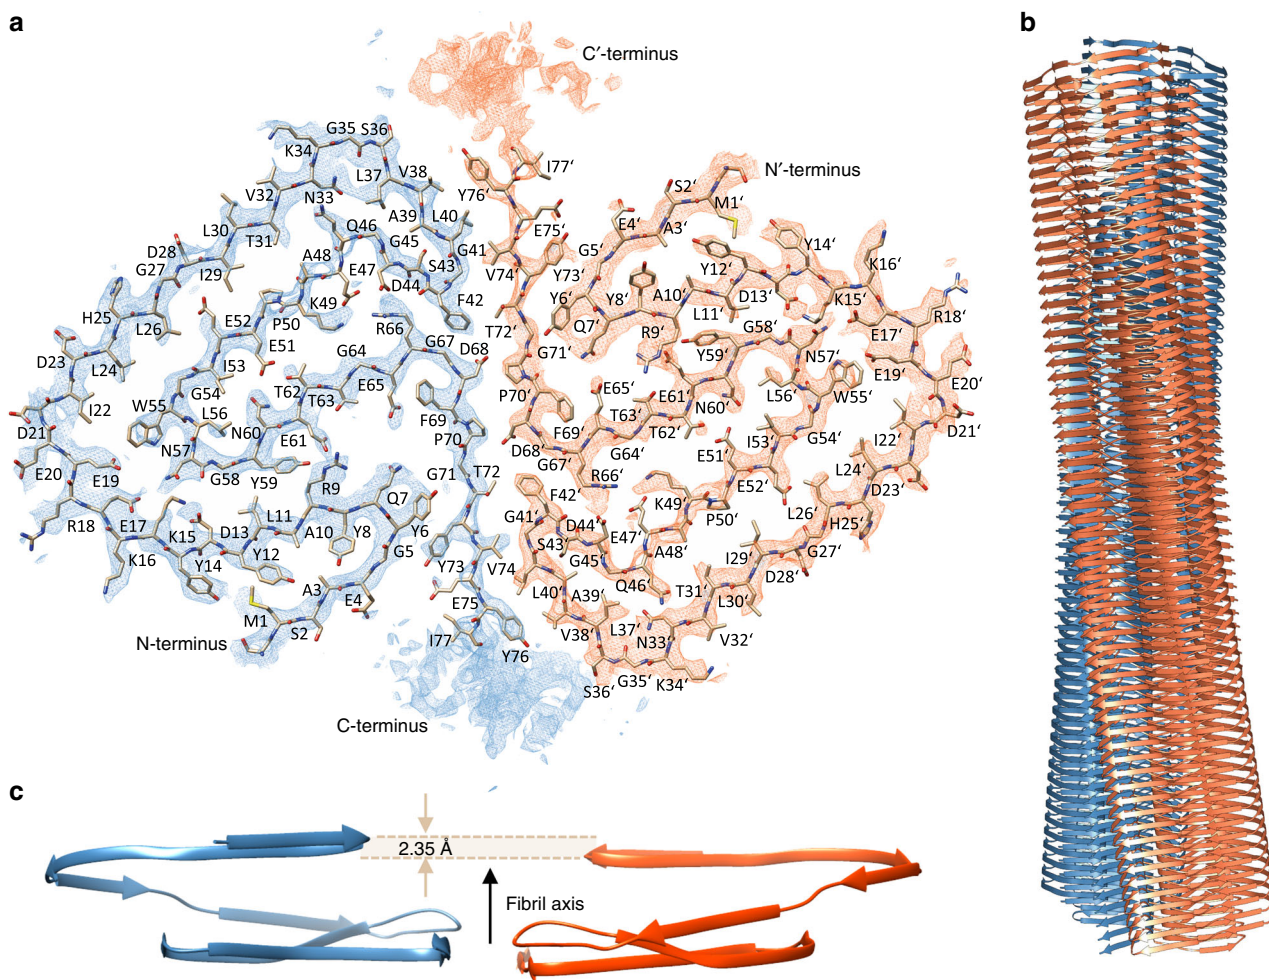 a
b
C′-terminus
G35 S36
K34
L37 V38
I77‘
N′-terminus
V32 N33
Y76‘
S2‘
M1‘
A39 L40
L30 T31
Q46
E75‘
E4‘
A3‘
G45
G41
D28
G27
I29
A48
E47
S43
D44
V74‘
Y73‘
G5‘
Y12‘
Y14‘
K16‘
K49
F42
Y6‘
Y8‘
A10‘
L11‘
D13‘
K15‘
H25
L26
E52
P50
R66
T72‘
Q7‘
R9‘
G58‘
E17‘
R18‘
D23
L24
E51
G67
D68
G71‘
Y59‘
N57‘
I53
G64
E65
E19‘
E20‘
I22
G54
T62
T63
P70‘
E65‘
E61‘
L56‘
W55‘
D21
W55
L56
N60
E61
F69
P70
F69‘
D68‘
T63‘
T62‘
N60‘
I53‘
G54‘
I22‘
D21‘
N57
G58
Y59
G67‘
G64‘
E51‘
L24‘
E20
E19
R9
G71
T72
R66‘
E52‘
D23‘
Q7
F42‘
K49‘
P50‘
L26‘
H25‘
R18
E17
K15
D13
L11
A10
Y8
Y6
G41‘
D44‘
E47‘
K16
Y14
Y12
G5
S43‘
G45‘
A48‘
I29‘
G27‘
Y73
V74
Q46‘
T31‘
D28‘
A3
E4
E75
L40‘
A39‘
L30‘
M1
S2
I77
Y76
V38‘
L37‘
N33‘
V32‘
N-terminus
S36‘
G35‘
K34‘
C-terminus
c
2.35 Å
Fibril axis